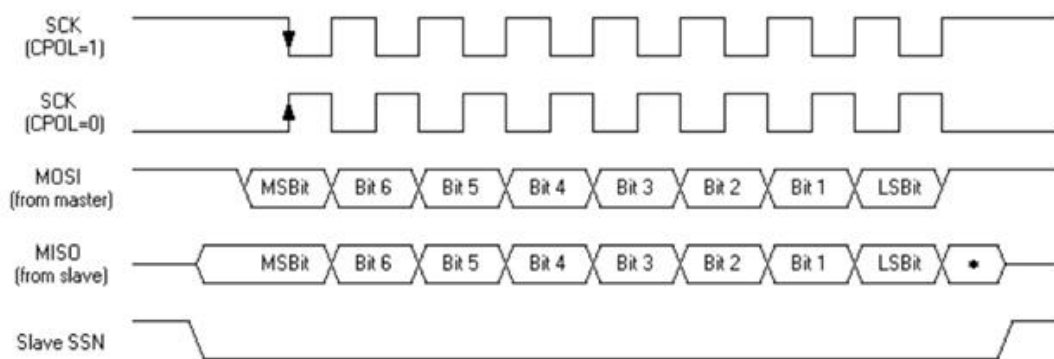 SCK
(CPOL=1)
SCK
(CPOL=0)
MOSI
(from master)
MSBit Bit 6 Bit 5 Bit 4 Bit 3 Bit 2 Bit 1 LSBit
MISO
(from slave)
MSBit Bit 6 Bit 5 Bit 4 Bit 3 Bit 2 Bit 1 LSBit *
Slave SSN